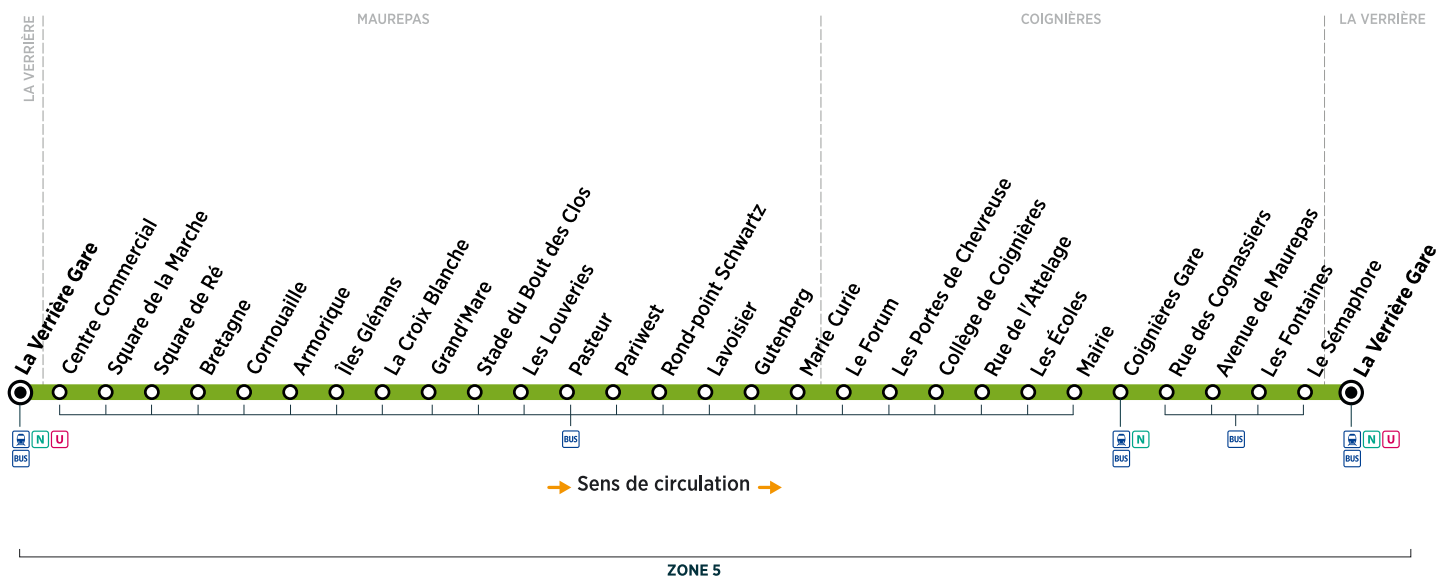 LA VERRIÈRE
MAUREPAS
COIGNIÈRES
LA VERRIÈRE
La Verrière Gare
Centre Commercial
Square de la Marche
Square de Ré
Bretagne
Cornouaille
Armorique
Îles Glénans
La Croix Blanche
Grand'Mare
Stade du Bout des Clos
Les Louveries
Pasteur
Pariwest
Rond-point Schwartz
Lavoisier
Gutenberg
Marie Curie
Le Forum
Les Portes de Chevreuse
Collège de Coignières
Rue de l'Attelage
Les Écoles
Mairie
Coignières Gare
Rue des Cognassiers
Avenue de Maurepas
Les Fontaines
Le Sémaphore
La Verrière Gare
N U
BUS
BUS
N
BUS
BUS
N U
BUS
Sens de circulation
ZONE 5